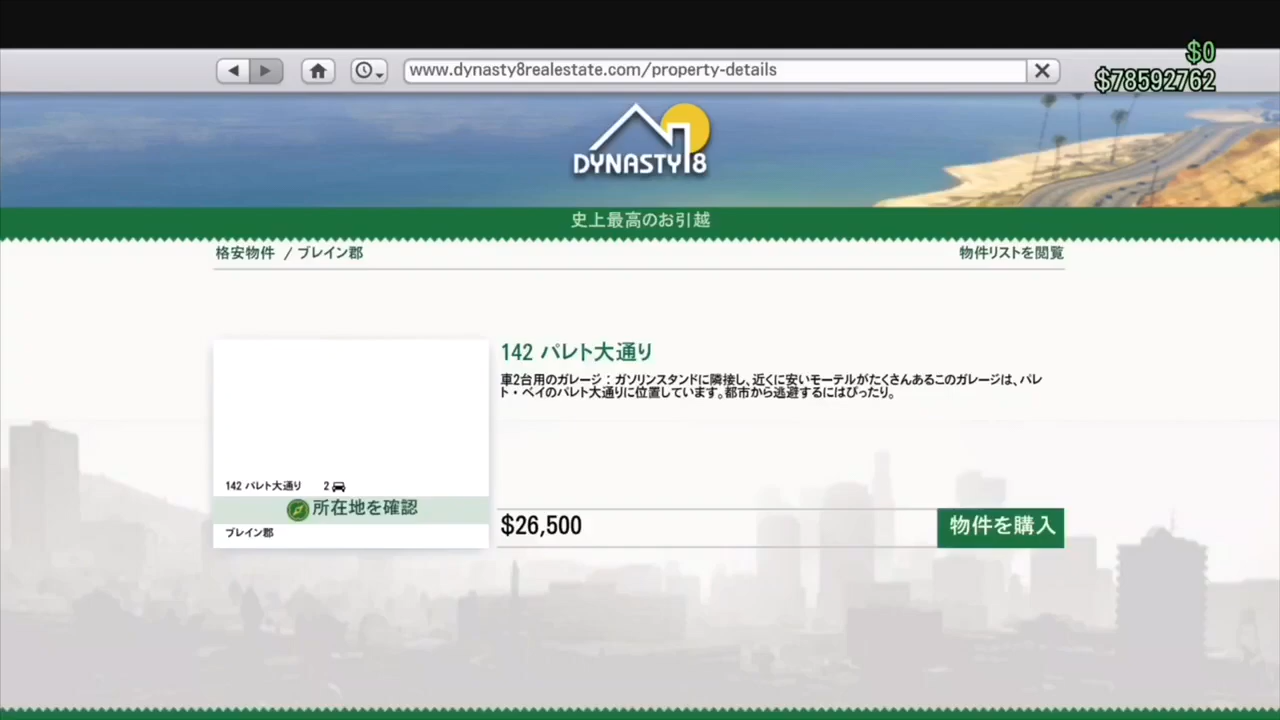 $0
www.dynasty8realestate.com/property-details
$78592762
DYNASTY 8
史上最高のお引越
格安物件 / ブレイン郡
物件リストを閲覧
142 パレト大通り
車2台用のガレージ：ガソリンスタンドに隣接し、近くに安いモーテルがたくさんあるこのガレージは、パレ
ト・ベイのパレト大通りに位置しています。都市から逃避するにはぴったり。
142 パレト大通り 2
所在地を確認
ブレイン郡
$26,500
物件を購入